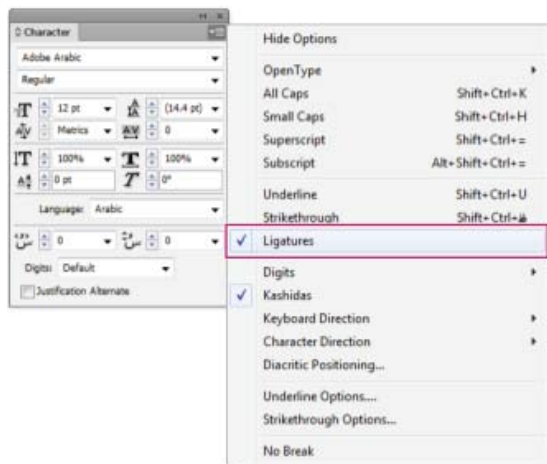 Character
Adobe Arabic
Regular
12 pt
(14.4 pt)
Metrics
0
100%
100%
0 pt
0°
Language: Arabic
0
0
Digits: Default
Justification Alternate
Hide Options
OpenType
All Caps Shift+Ctrl+K
Small Caps Shift+Ctrl+H
Superscript Shift+Ctrl+=
Subscript Alt+Shift+Ctrl+=
Underline Shift+Ctrl+U
Strikethrough Shift+Ctrl+
Ligatures
Digits
Kashidas
Keyboard Direction
Character Direction
Diacritic Positioning...
Underline Options....
Strikethrough Options...
No Break